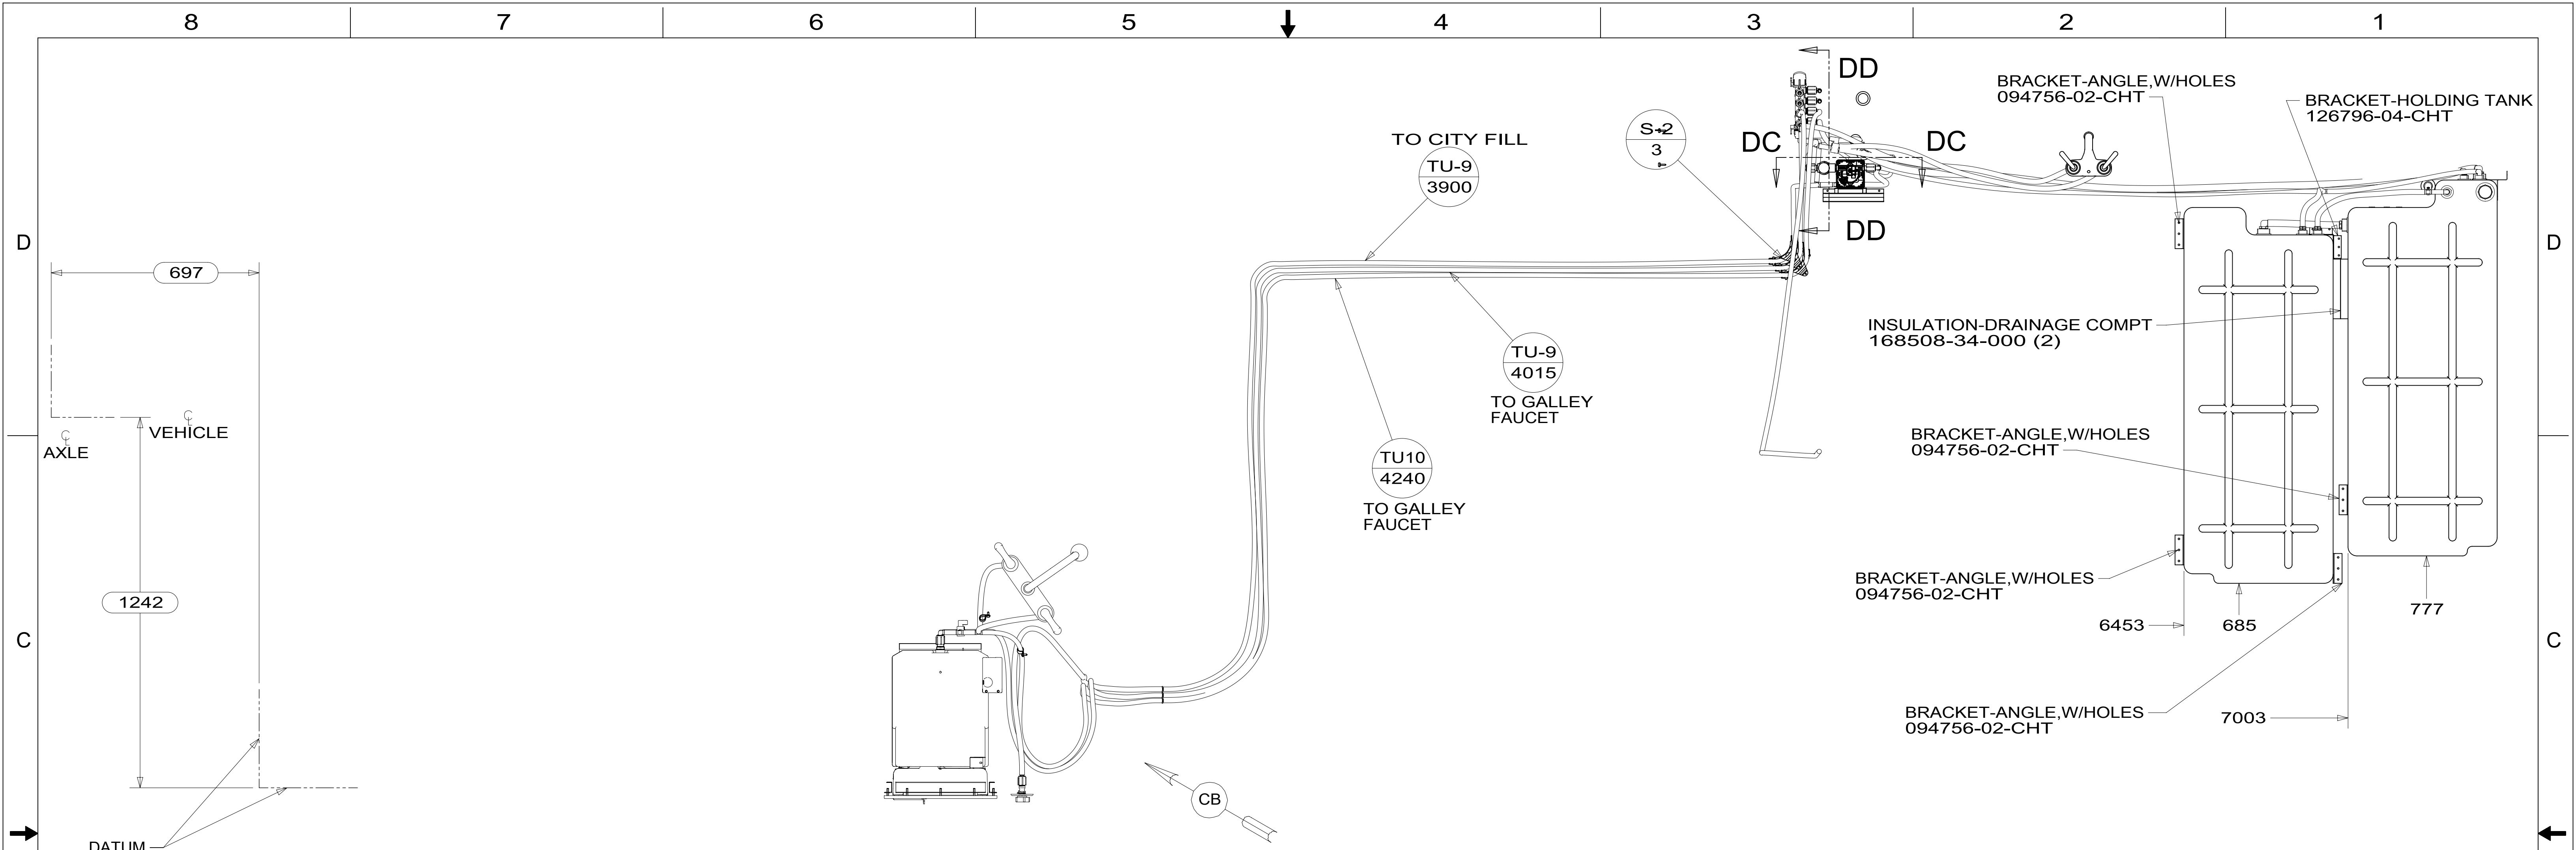 8 7 6 5 4 3 2 1
DD
BRACKET-ANGLE,W/HOLES
094756-02-CHT
BRACKET-HOLDING TANK
126796-04-CHT
TO CITY FILL
TU-9
3900
S-2
3
DC
DC
DD
D
D
697
INSULATION-DRAINAGE COMPT
168508-34-000 (2)
TU-9
4015
TO GALLEY
FAUCET
CL
VEHICLE
CL
AXLE
BRACKET-ANGLE,W/HOLES
094756-02-CHT
TU10
4240
TO GALLEY
FAUCET
1242
BRACKET-ANGLE,W/HOLES
094756-02-CHT
777
6453
685
C
C
BRACKET-ANGLE,W/HOLES
094756-02-CHT
7003
CB
DATUM